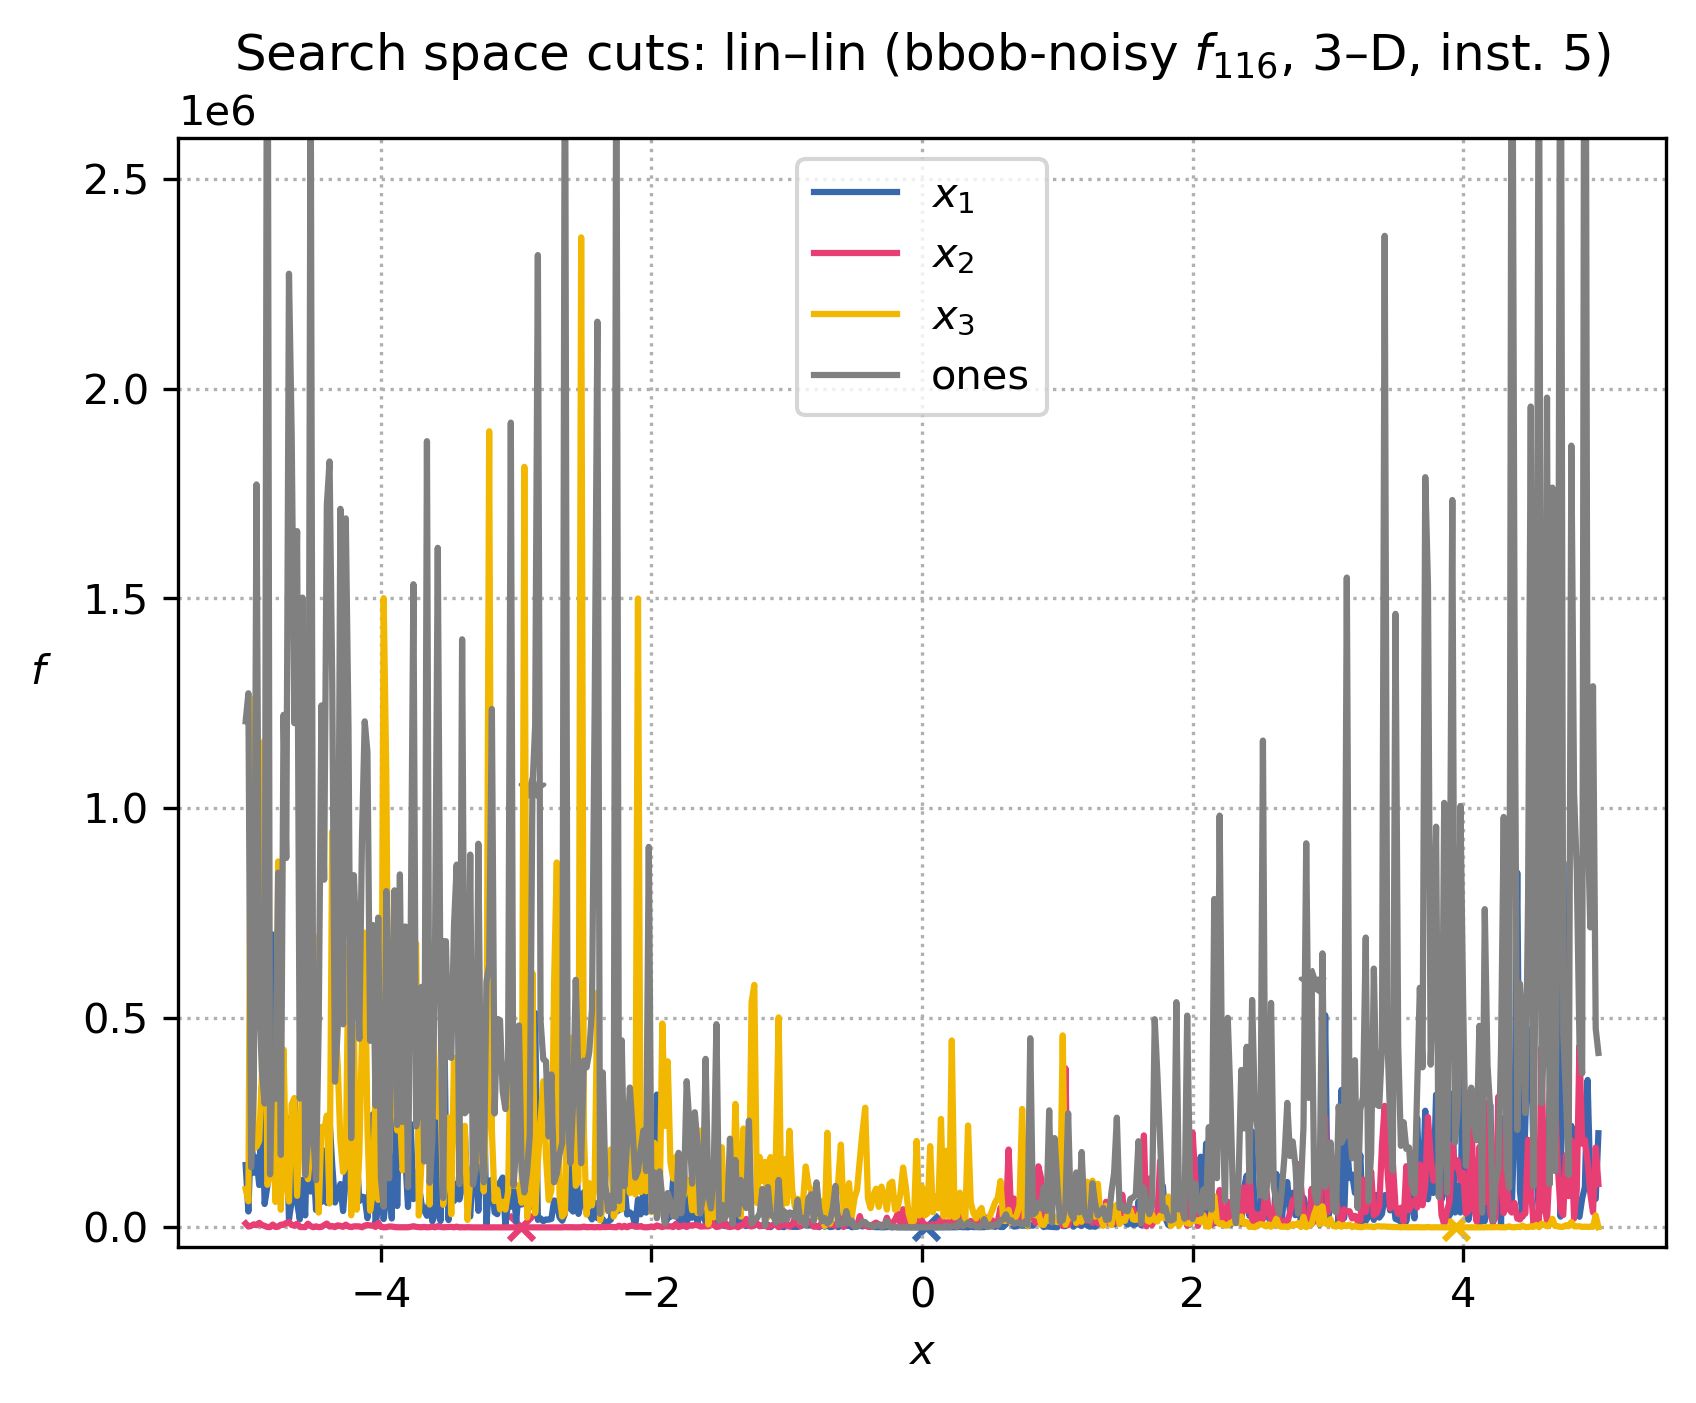 Search space cuts: lin–lin (bbob-noisy f₁₁₆, 3–D, inst. 5)
1e6
2.5
2.0
1.5
1.0
0.5
0.0
f
x₁
x₂
x₃
ones
−4 −2 0 2 4
x